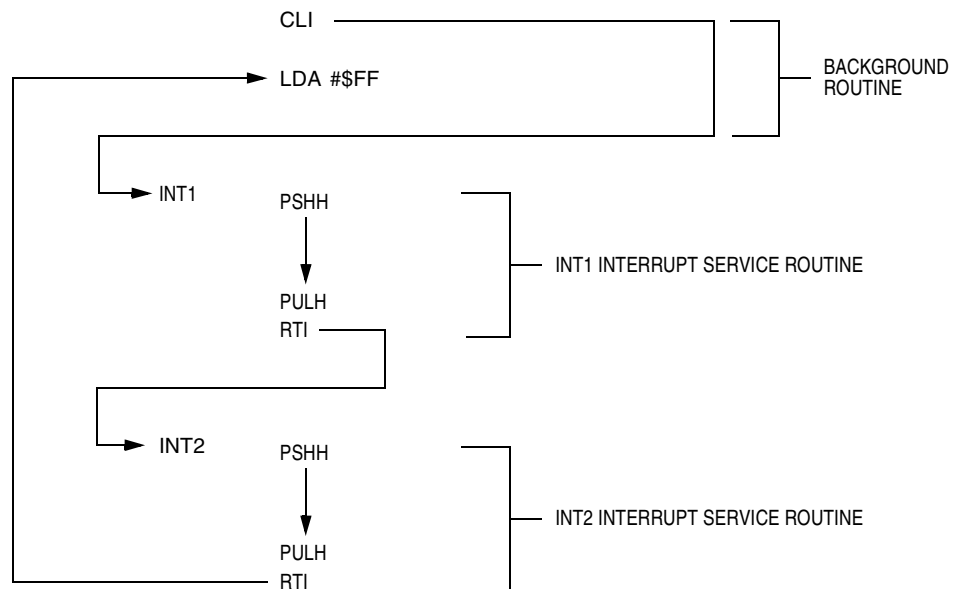 CLI
LDA #$FF
BACKGROUND
ROUTINE
INT1
PSHH
INT1 INTERRUPT SERVICE ROUTINE
PULH
RTI
INT2
PSHH
INT2 INTERRUPT SERVICE ROUTINE
PULH
RTI